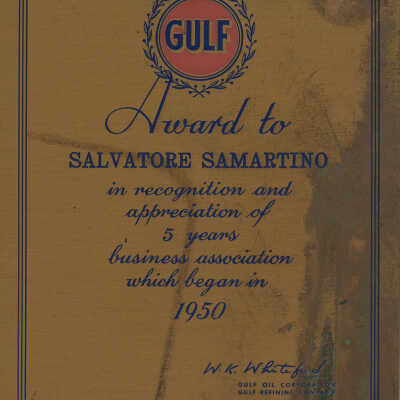 GULF
Award to
SALVATORE SAMARTINO
in recognition and
appreciation of
5 years
business association
which began in
1950
W. K. Whiteford
GULF OIL CORPORATION
GULF REFINING COMPANY